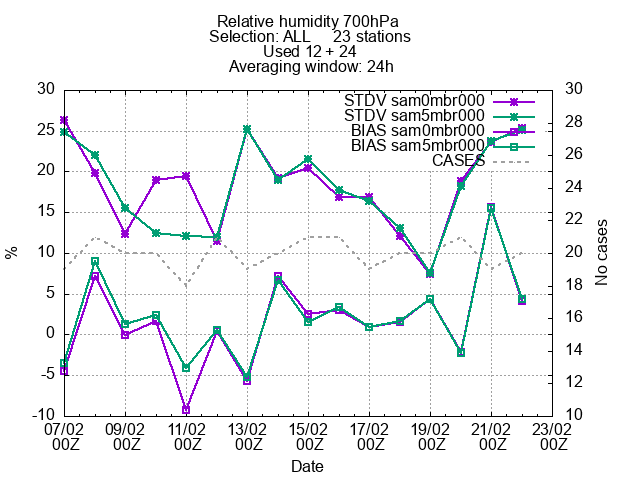 Relative humidity 700hPa
Selection: ALL 23 stations
Used 12 + 24
Averaging window: 24h
STDV sam0mbr000
STDV sam5mbr000
BIAS sam0mbr000
BIAS sam5mbr000
CASES
30
25
20
15
10
5
0
-5
-10
%
30
28
26
24
22
20
18
16
14
12
10
No cases
07/02 09/02 11/02 13/02 15/02 17/02 19/02 21/02 23/02
00Z 00Z 00Z 00Z 00Z 00Z 00Z 00Z 00Z
Date